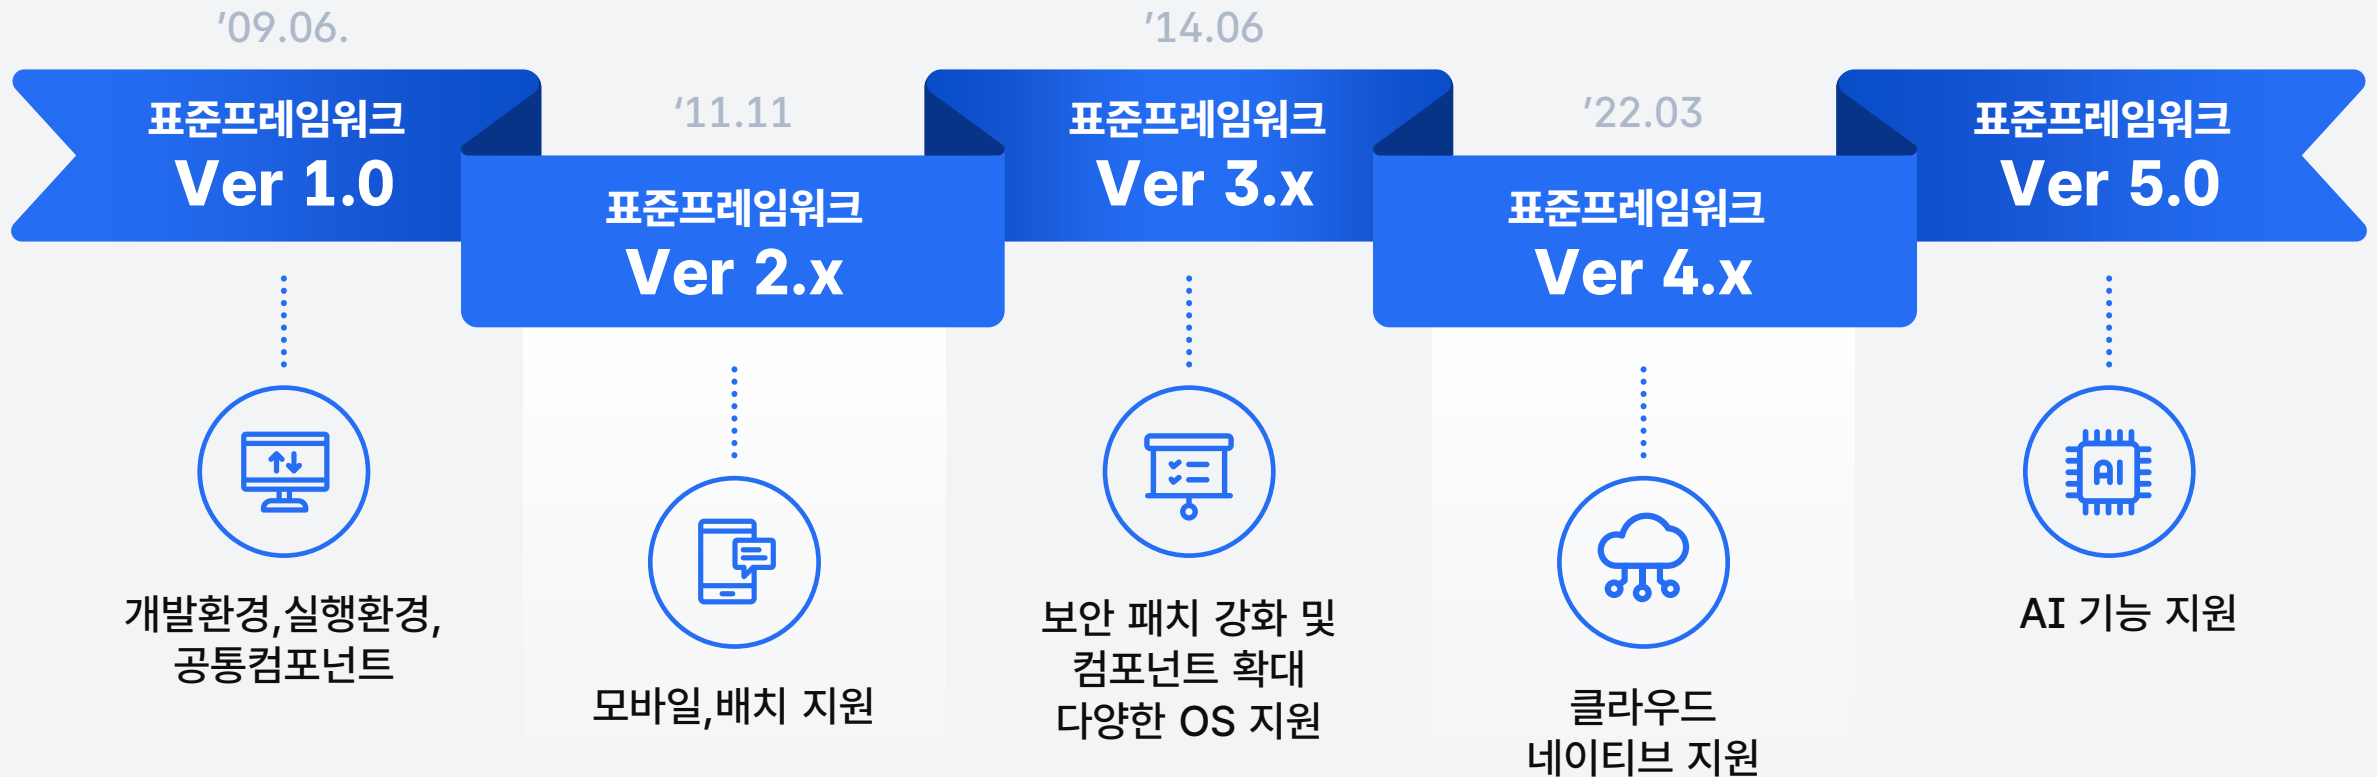 ’09.06.
표준프레임워크
Ver 1.0
개발환경,실행환경,
공통컴포넌트
’11.11
표준프레임워크
Ver 2.x
모바일,배치 지원
’14.06
표준프레임워크
Ver 3.x
보안 패치 강화 및
컴포넌트 확대
다양한 OS 지원
’22.03
표준프레임워크
Ver 4.x
클라우드
네이티브 지원
표준프레임워크
Ver 5.0
AI
AI 기능 지원